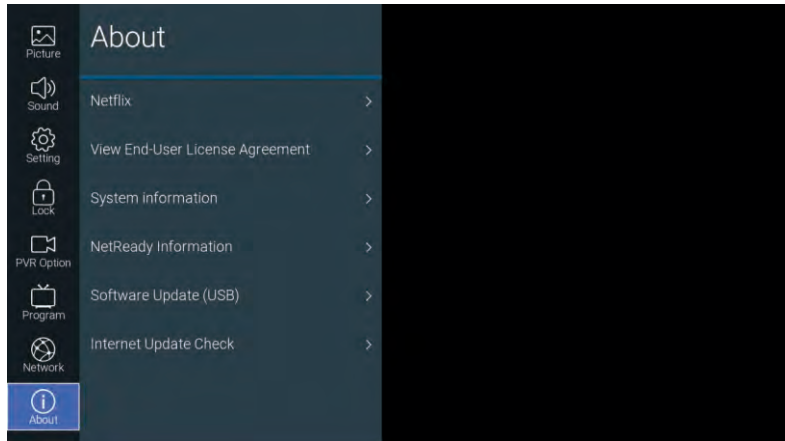 Picture
Sound
Setting
Lock
PVR Option
Program
Network
About
About
Netflix
View End-User License Agreement
System information
NetReady Information
Software Update (USB)
Internet Update Check